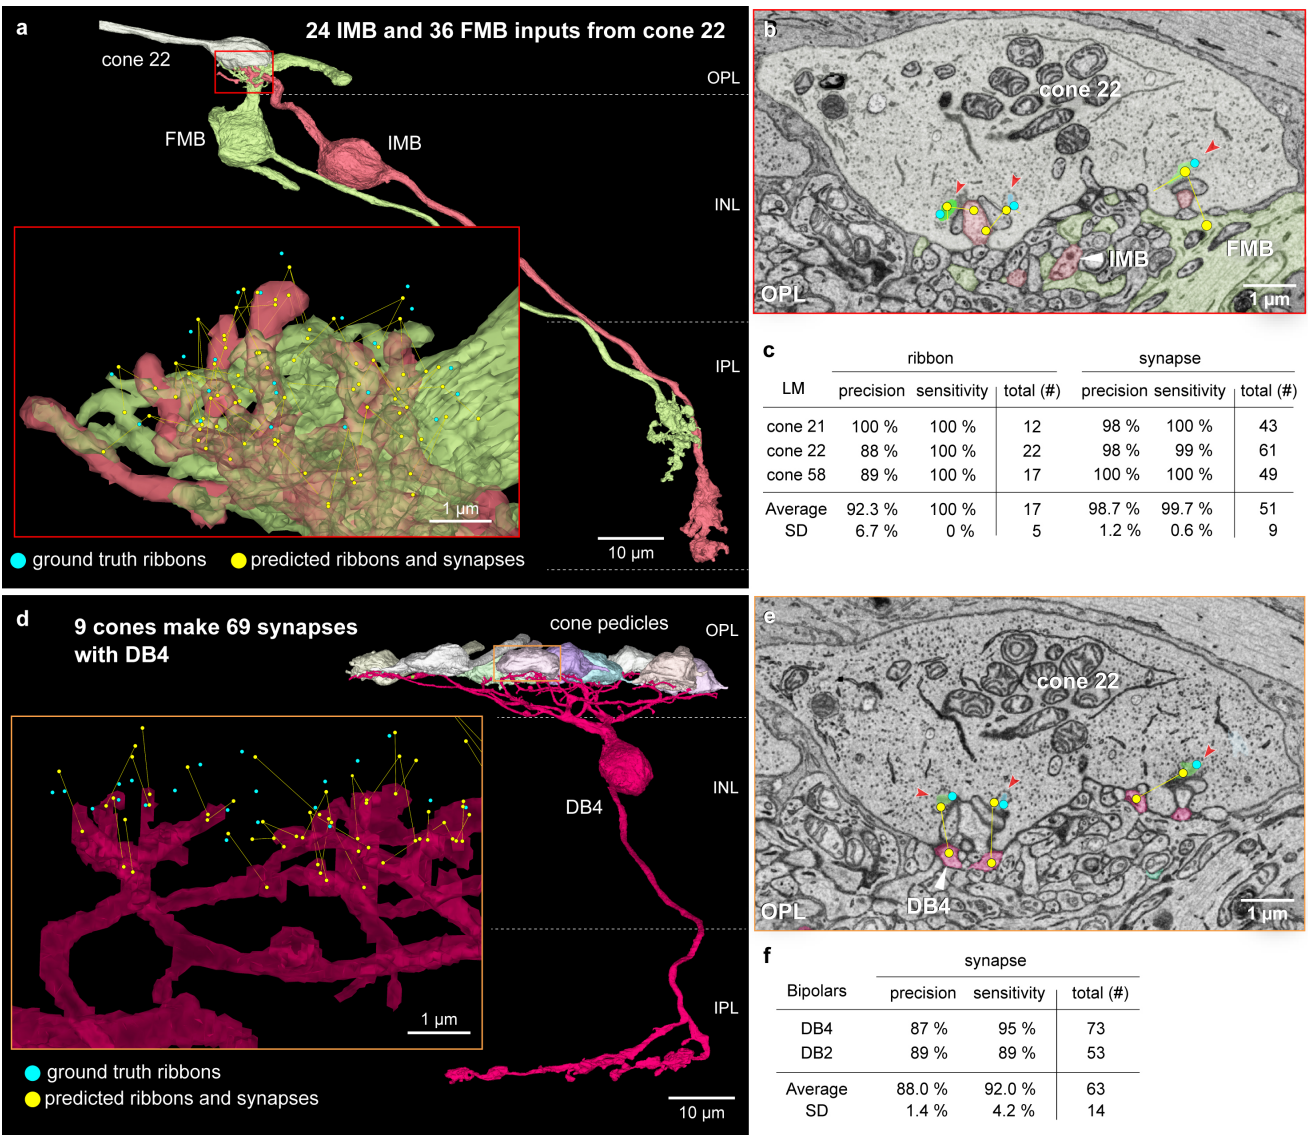 a
24 IMB and 36 FMB inputs from cone 22
cone 22
OPL
FMB
IMB
INL
IPL
1 µm
10 µm
ground truth ribbons
predicted ribbons and synapses
b
cone 22
IMB
FMB
OPL
1 µm
c
ribbon synapse
LM precision sensitivity total (#) precision sensitivity total (#)
cone 21 100 % 100 % 12 98 % 100 % 43
cone 22 88 % 100 % 22 98 % 99 % 61
cone 58 89 % 100 % 17 100 % 100 % 49
Average 92.3 % 100 % 17 98.7 % 99.7 % 51
SD 6.7 % 0 % 5 1.2 % 0.6 % 9
d
9 cones make 69 synapses
with DB4
cone pedicles
OPL
INL
DB4
IPL
1 µm
10 µm
ground truth ribbons
predicted ribbons and synapses
e
cone 22
DB4
OPL
1 µm
f
synapse
Bipolars precision sensitivity total (#)
DB4 87 % 95 % 73
DB2 89 % 89 % 53
Average 88.0 % 92.0 % 63
SD 1.4 % 4.2 % 14